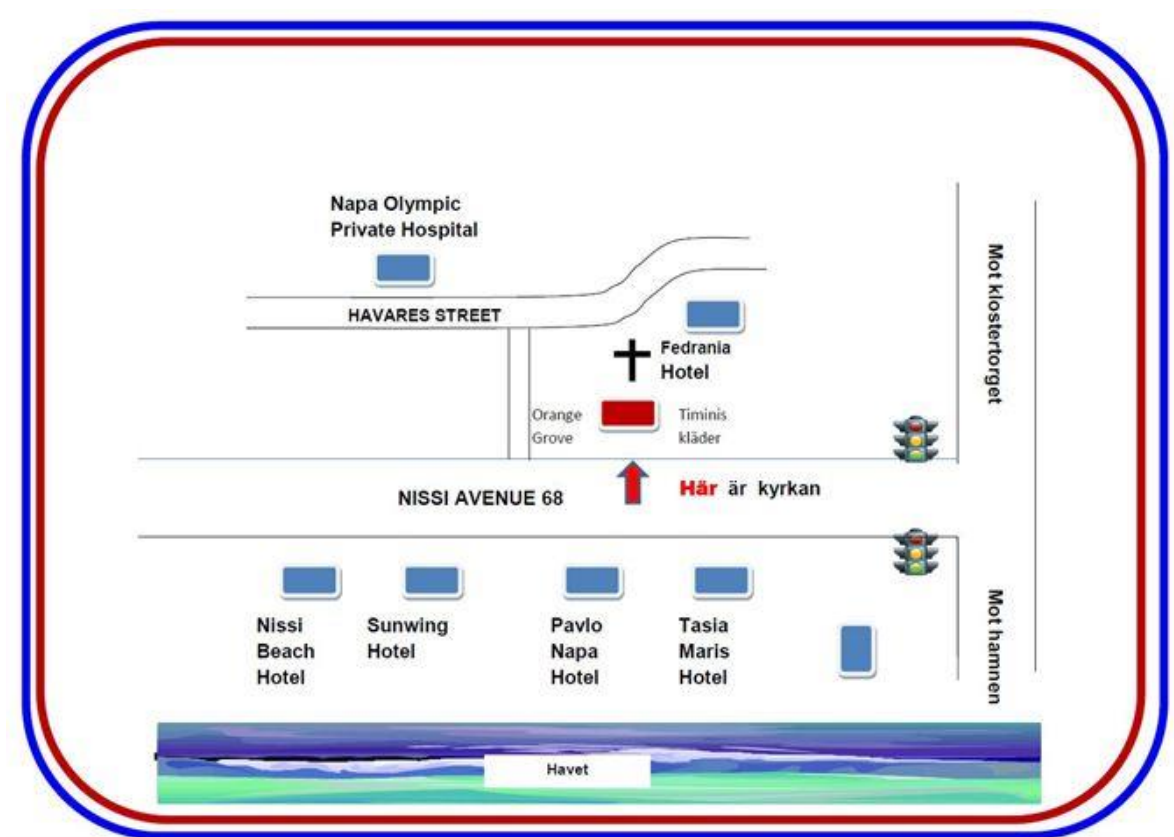 Napa Olympic
Private Hospital
HAVARES STREET
Mot klostertorget
Fedrania
Hotel
Orange
Grove
Timinis
kläder
NISSI AVENUE 68
Här är kyrkan
Nissi
Beach
Hotel
Sunwing
Hotel
Pavlo
Napa
Hotel
Tasia
Maris
Hotel
Mot hamnen
Havet